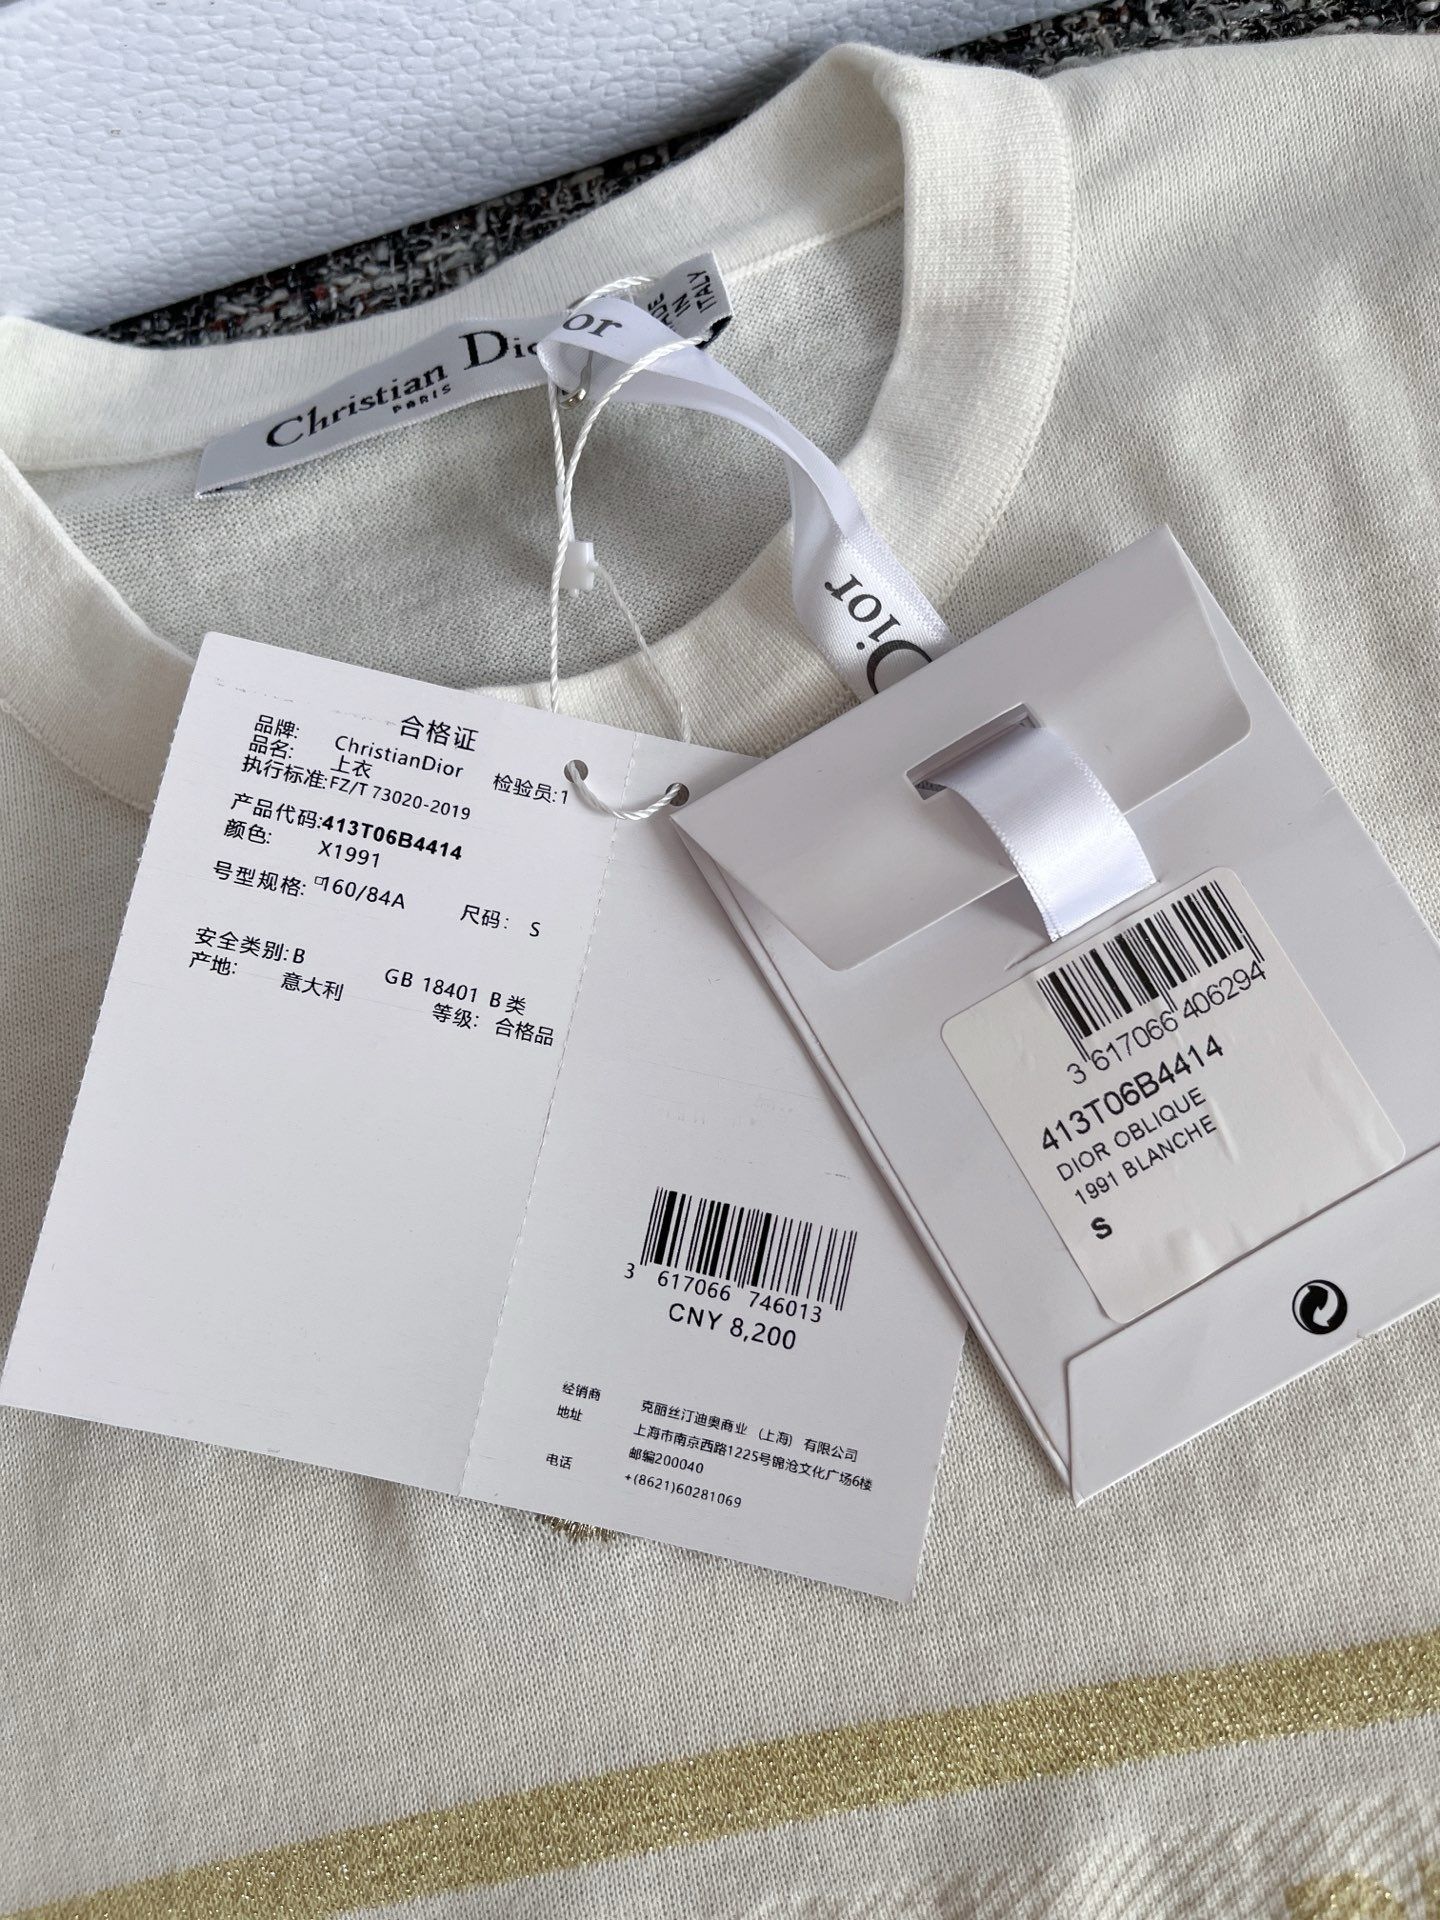 Christian Dior
PARIS
IN
ITALY
Dior
合格证
品牌: ChristianDior
品名: 上衣 检验员:1
执行标准:FZ/T 73020-2019
产品代码:413T06B4414
颜色: X1991
号型规格: 160/84A 尺码: S
安全类别:B GB 18401 B类
产地: 意大利 等级: 合格品
3 617066 746013
CNY 8,200
经销商 克丽丝汀迪奥商业（上海）有限公司
地址 上海市南京西路1225号锦沧文化广场6楼
邮编200040
电话 +(8621)60281069
3 617066 406294
413T06B4414
DIOR OBLIQUE
1991 BLANCHE
S